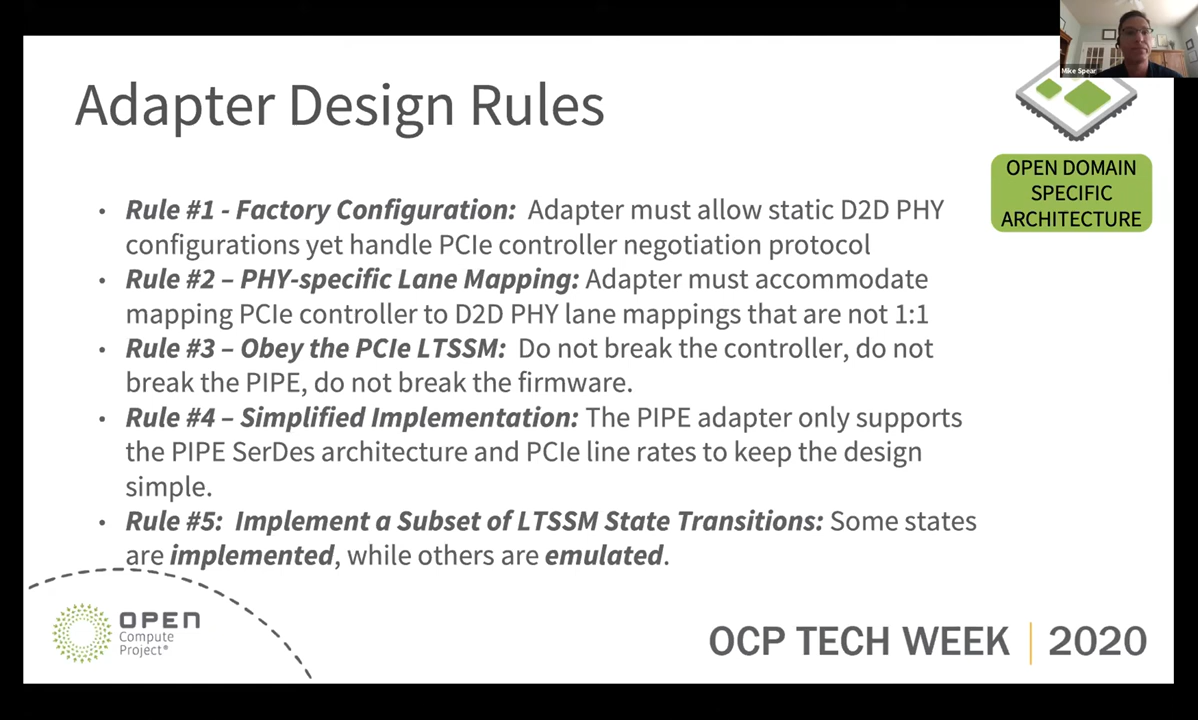 Mike Spear
Adapter Design Rules
OPEN DOMAIN
SPECIFIC
ARCHITECTURE
• Rule #1 - Factory Configuration: Adapter must allow static D2D PHY
configurations yet handle PCIe controller negotiation protocol
• Rule #2 – PHY-specific Lane Mapping: Adapter must accommodate
mapping PCIe controller to D2D PHY lane mappings that are not 1:1
• Rule #3 – Obey the PCIe LTSSM: Do not break the controller, do not
break the PIPE, do not break the firmware.
• Rule #4 – Simplified Implementation: The PIPE adapter only supports
the PIPE SerDes architecture and PCIe line rates to keep the design
simple.
• Rule #5: Implement a Subset of LTSSM State Transitions: Some states
are implemented, while others are emulated.
OPEN
Compute
Project®
OCP TECH WEEK | 2020